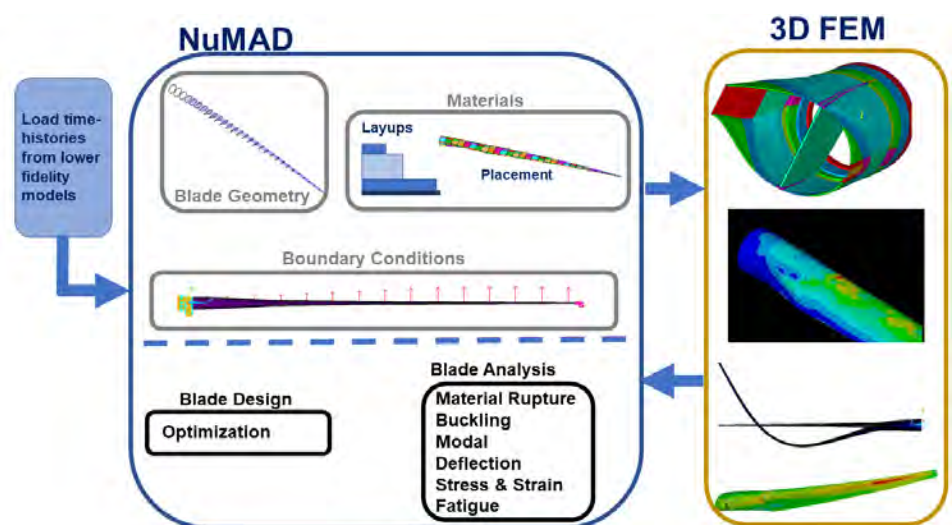 NuMAD
3D FEM
Load time-
histories
from lower
fidelity
models
Blade Geometry
Materials
Layups
Placement
Boundary Conditions
Blade Design
Optimization
Blade Analysis
Material Rupture
Buckling
Modal
Deflection
Stress & Strain
Fatigue